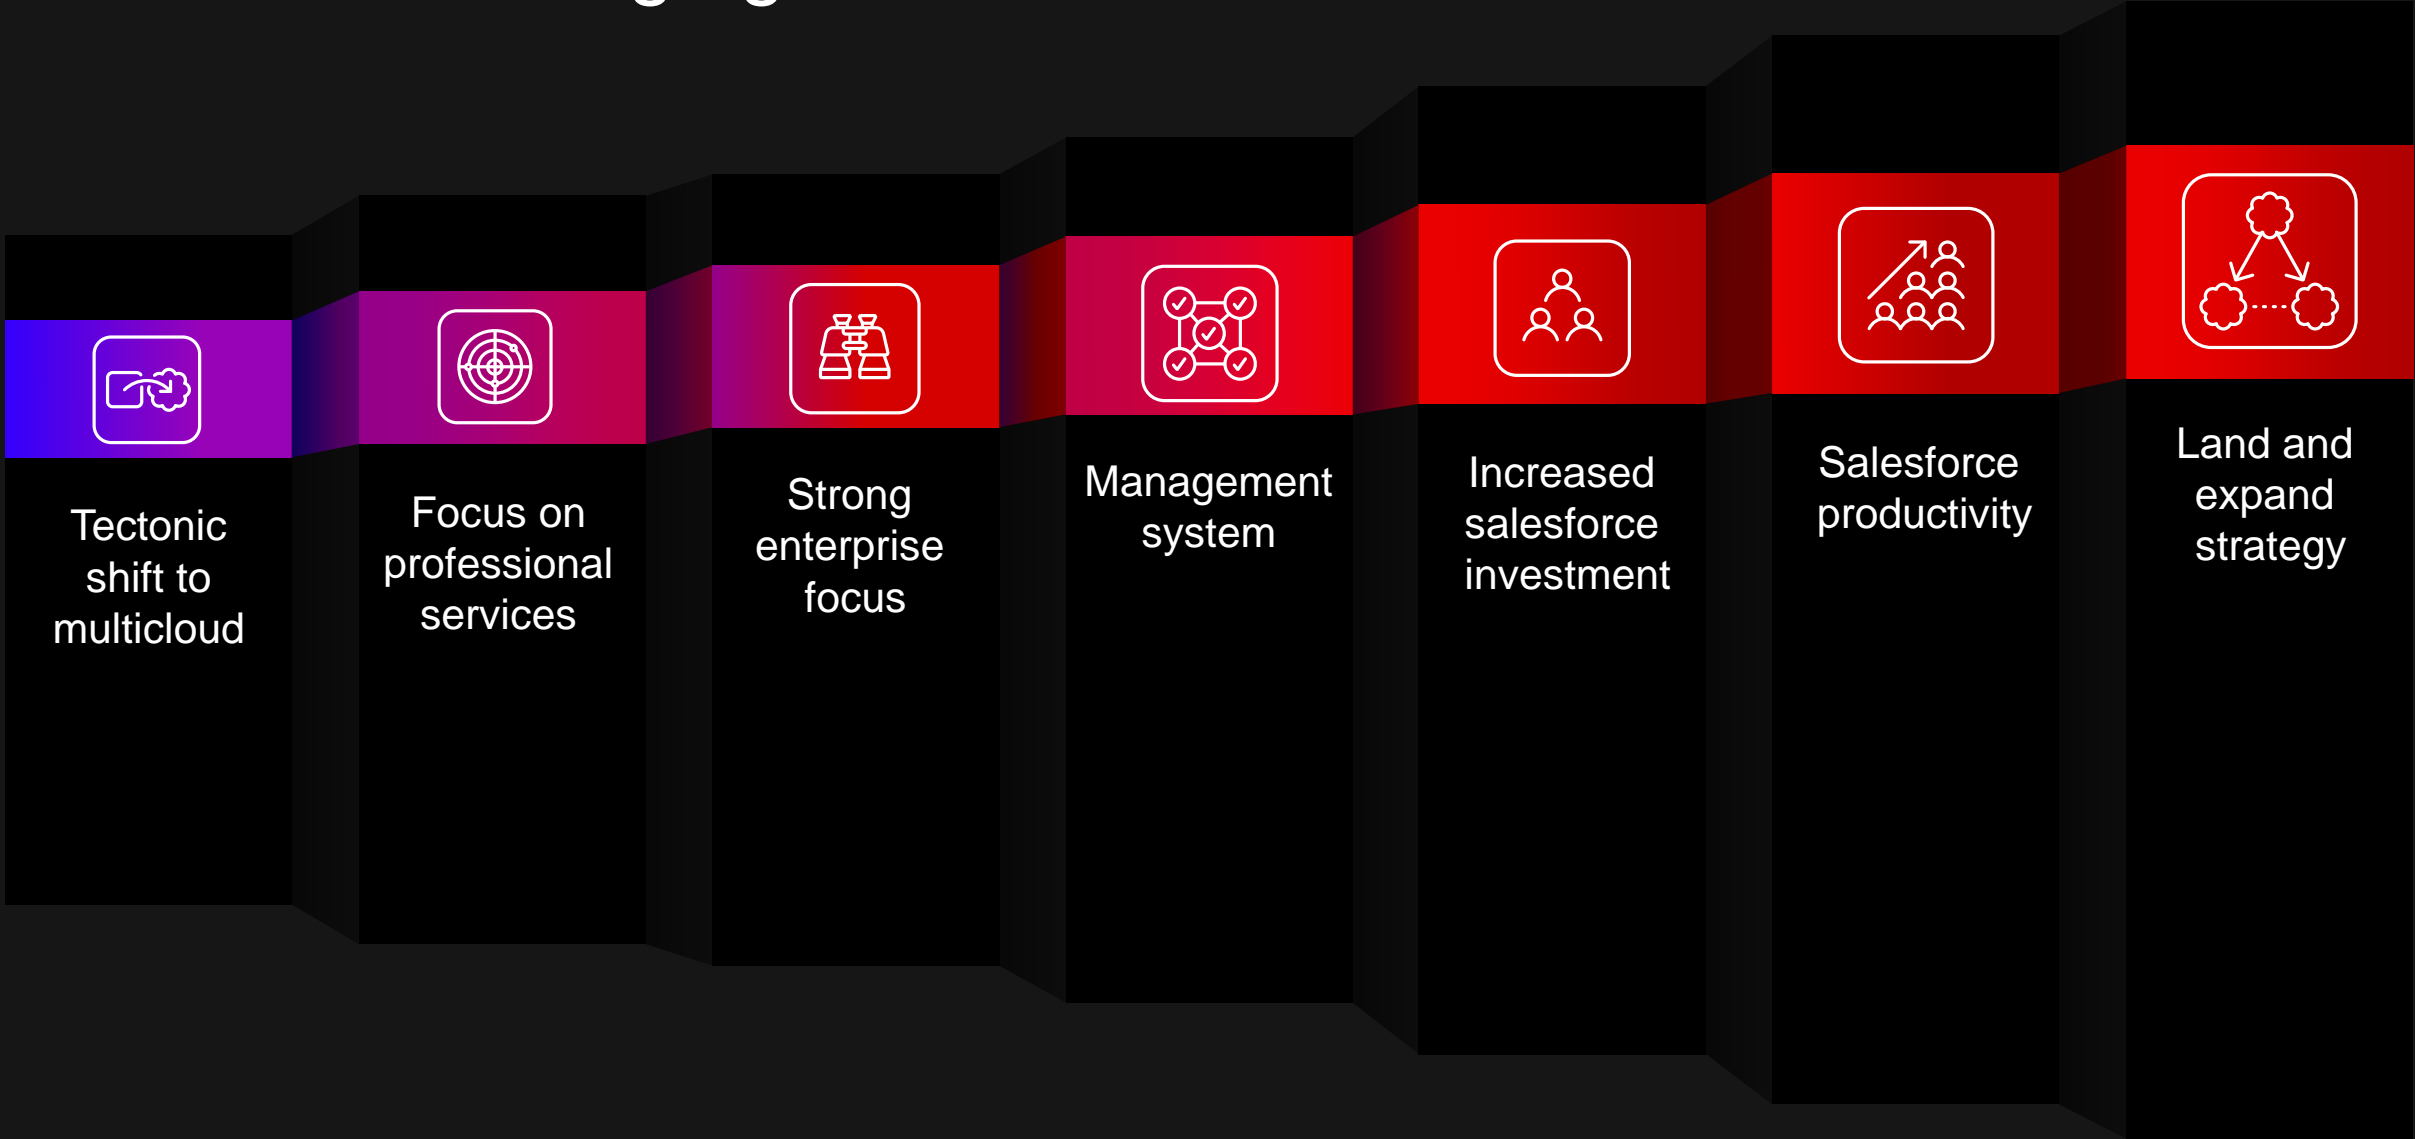 Tectonic
shift to
multicloud
Focus on
professional
services
Strong
enterprise
focus
Management
system
Increased
salesforce
investment
Salesforce
productivity
Land and
expand
strategy